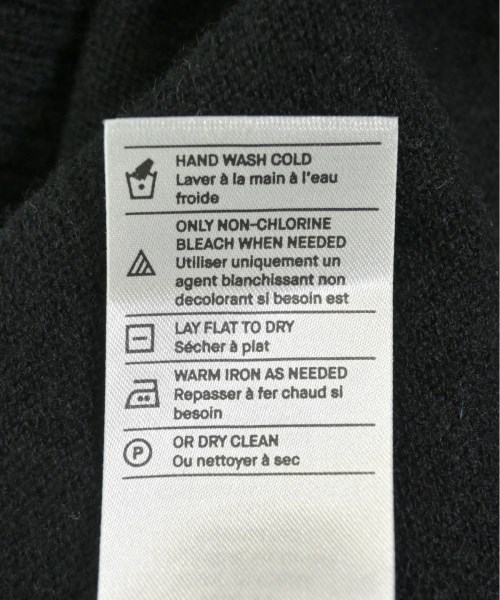 HAND WASH COLD
Laver à la main à l'eau
froide
ONLY NON-CHLORINE
BLEACH WHEN NEEDED
Utiliser uniquement un
agent blanchissant non
decolorant si besoin est
LAY FLAT TO DRY
Sécher à plat
WARM IRON AS NEEDED
Repasser à fer chaud si
besoin
P
OR DRY CLEAN
Ou nettoyer à sec